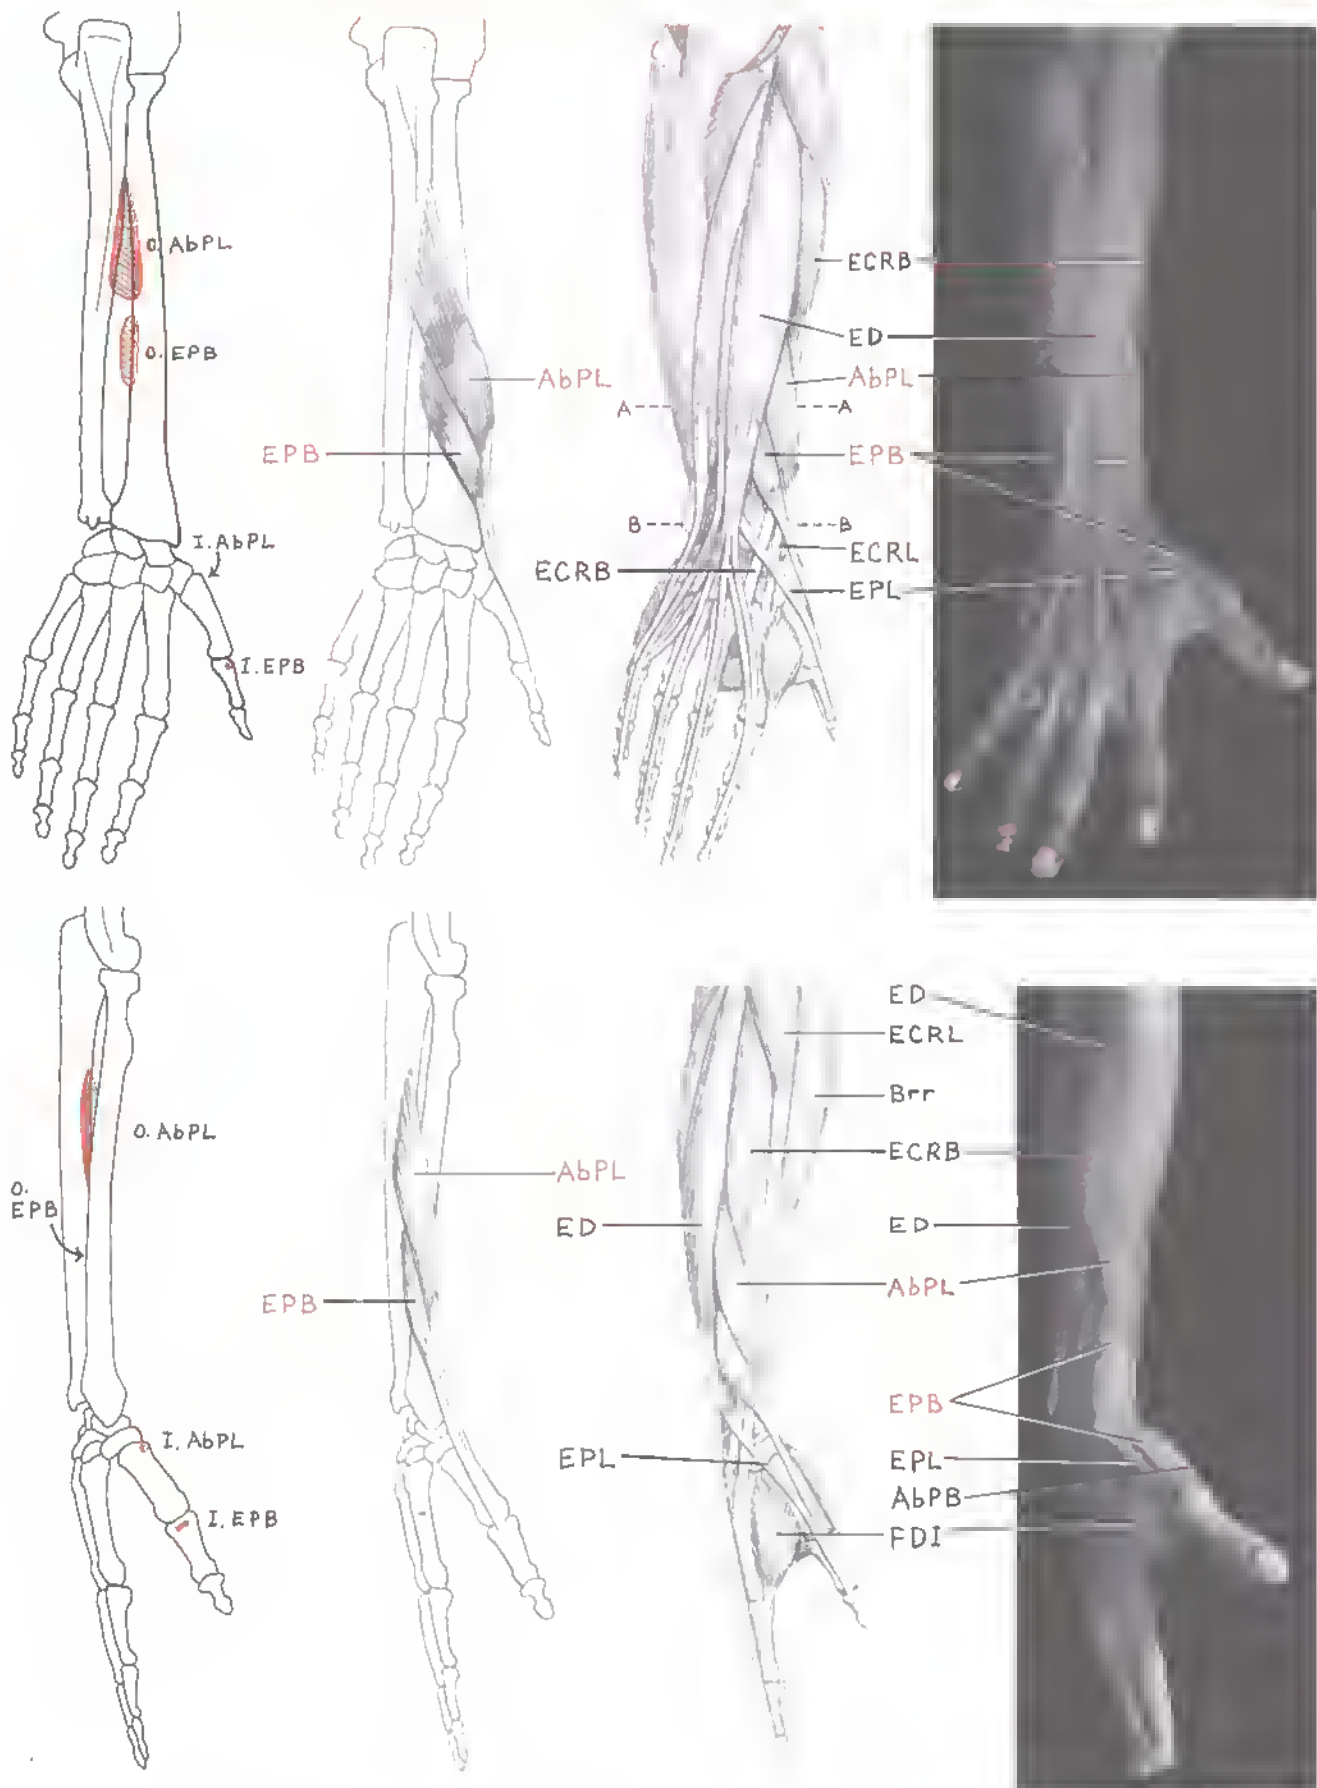 O. AbPL
O. EPB
I. AbPL
I. EPB
AbPL
EPB
ECRB
ED
AbPL
A
A
EPB
B
B
ECRL
ECRB
EPL
O. AbPL
O.
EPB
I. AbPL
I. EPB
AbPL
EPB
ED
EPL
ED
ECRL
Brr
ECRB
ED
AbPL
EPB
EPL
AbPB
FDI